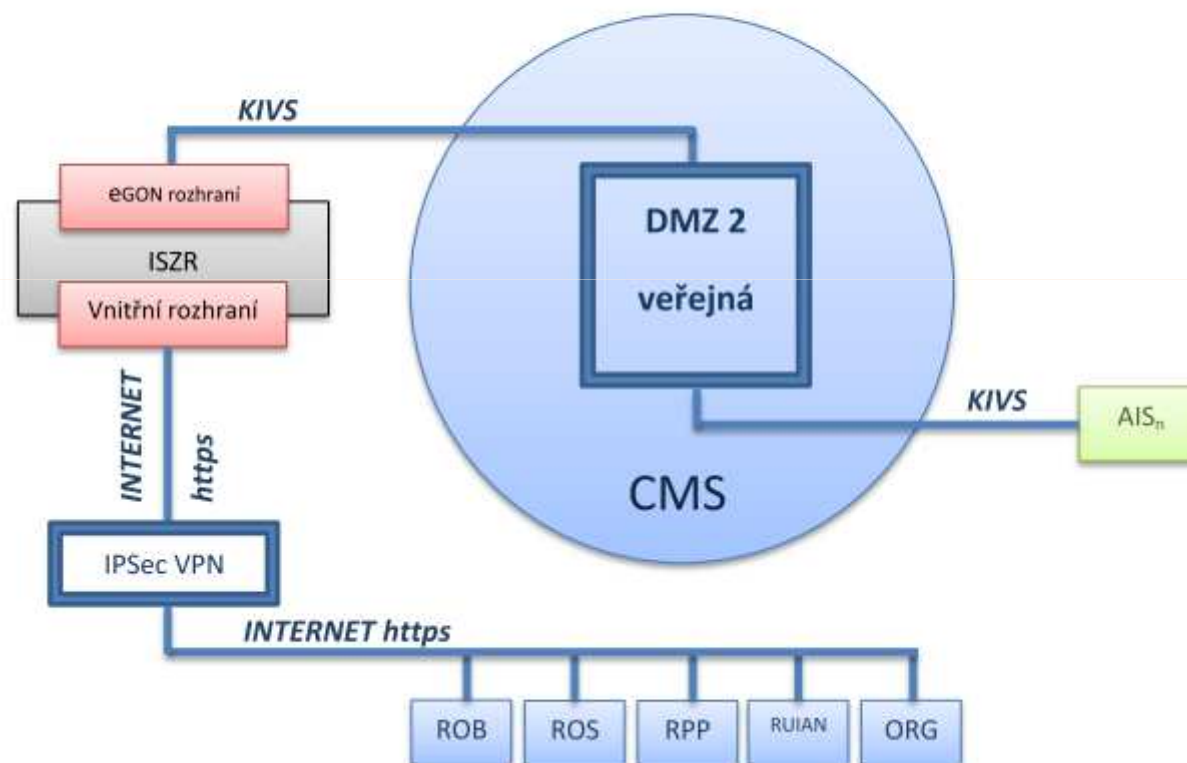 KIVS
eGON rozhraní
ISZR
Vnitřní rozhraní
DMZ 2
veřejná
KIVS
AISₙ
CMS
INTERNET
https
IPSec VPN
INTERNET https
ROB
ROS
RPP
RUIAN
ORG